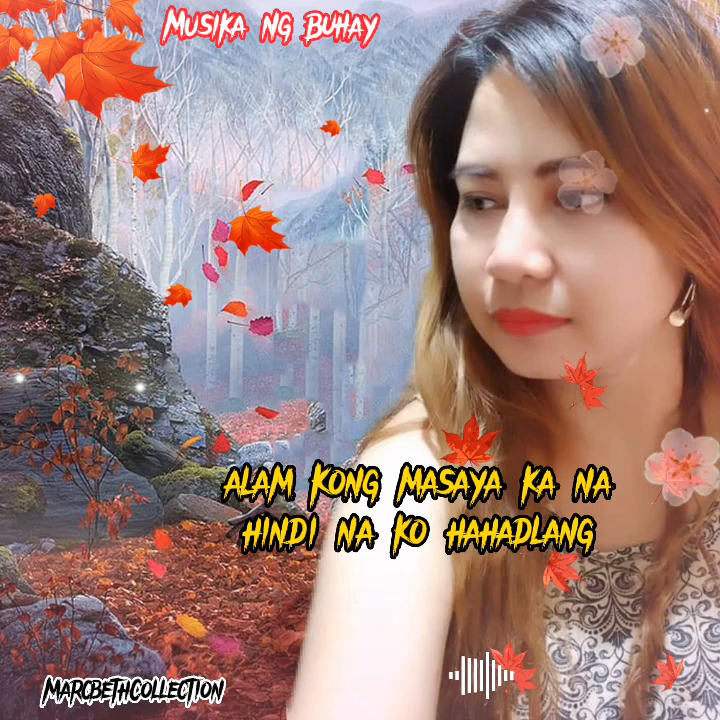 Musika ng Buhay
alam kong masaya ka na
hindi na ko hahadlang
MarcbethCollection